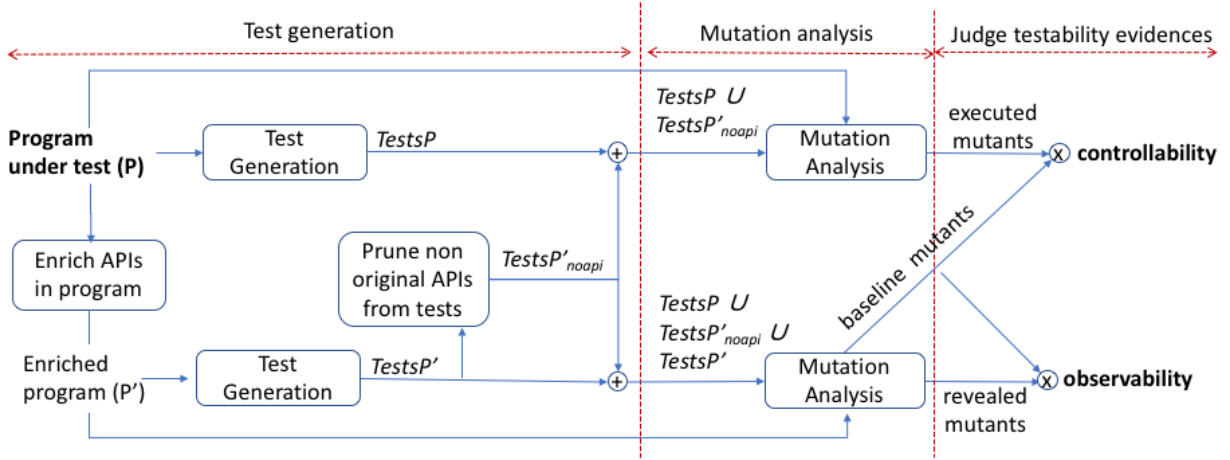 Test generation
Mutation analysis
Judge testability evidences
Program
under test (P)
Test
Generation
TestsP
+
TestsP ∪
TestsP'noapi
Mutation
Analysis
executed
mutants
x
controllability
Enrich APIs
in program
Prune non
original APIs
from tests
TestsP'noapi
baseline mutants
Enriched
program (P')
Test
Generation
TestsP'
+
TestsP ∪
TestsP'noapi ∪
TestsP'
Mutation
Analysis
revealed
mutants
x
observability